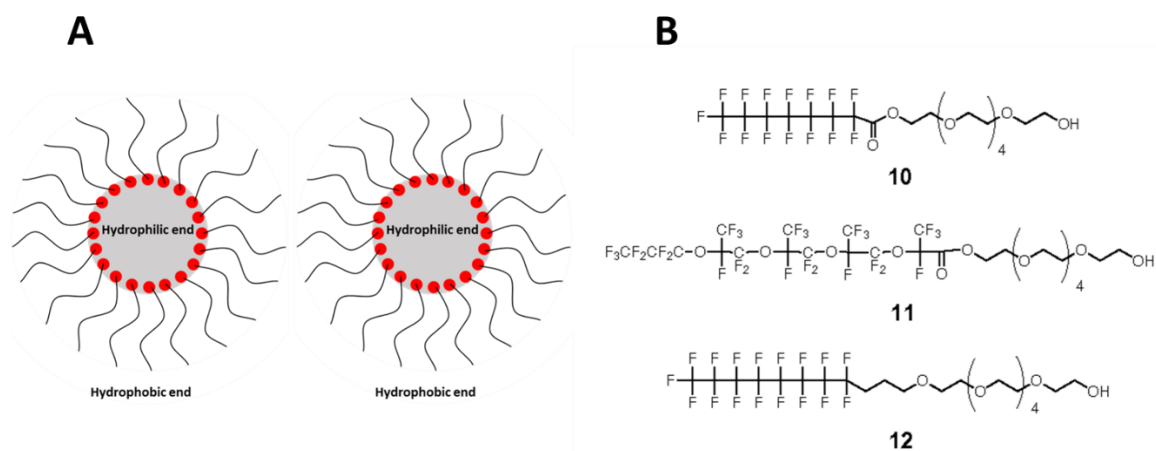 A
B
Hydrophilic end
Hydrophilic end
Hydrophobic end
Hydrophobic end
F F F F F F F
F O O O OH
F F F F F F F O 4
10
CF3 CF3 CF3 CF3
F3CF2CF2C O O O O O O O OH
F F2 F F2 F F2 F O 4
11
F F F F F F F F
F O O O OH
F F F F F F F F 4
12